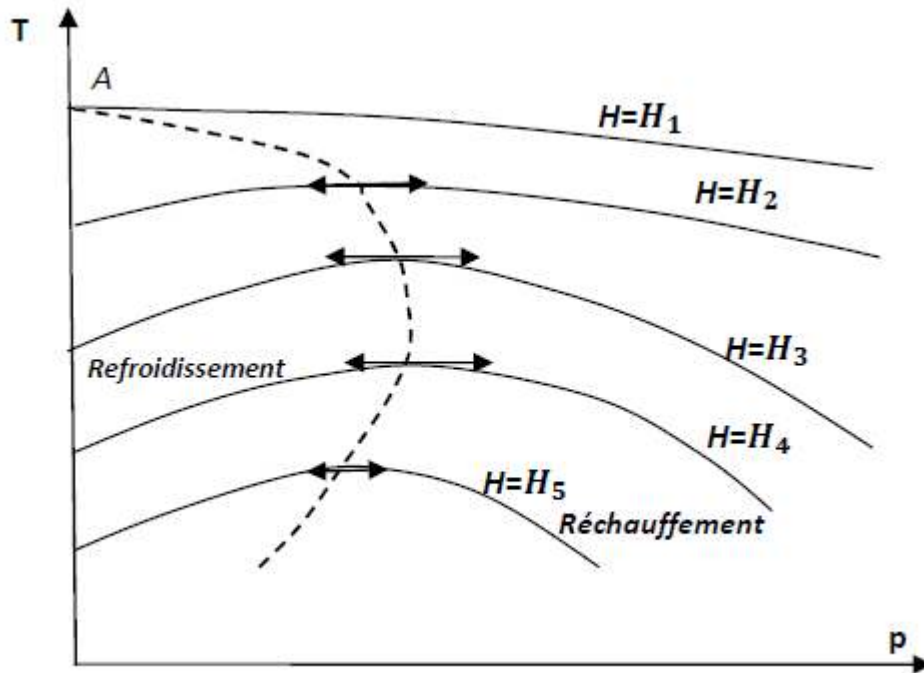 T
A
H=H₁
H=H₂
H=H₃
Refroidissement
H=H₄
H=H₅
Réchauffement
p